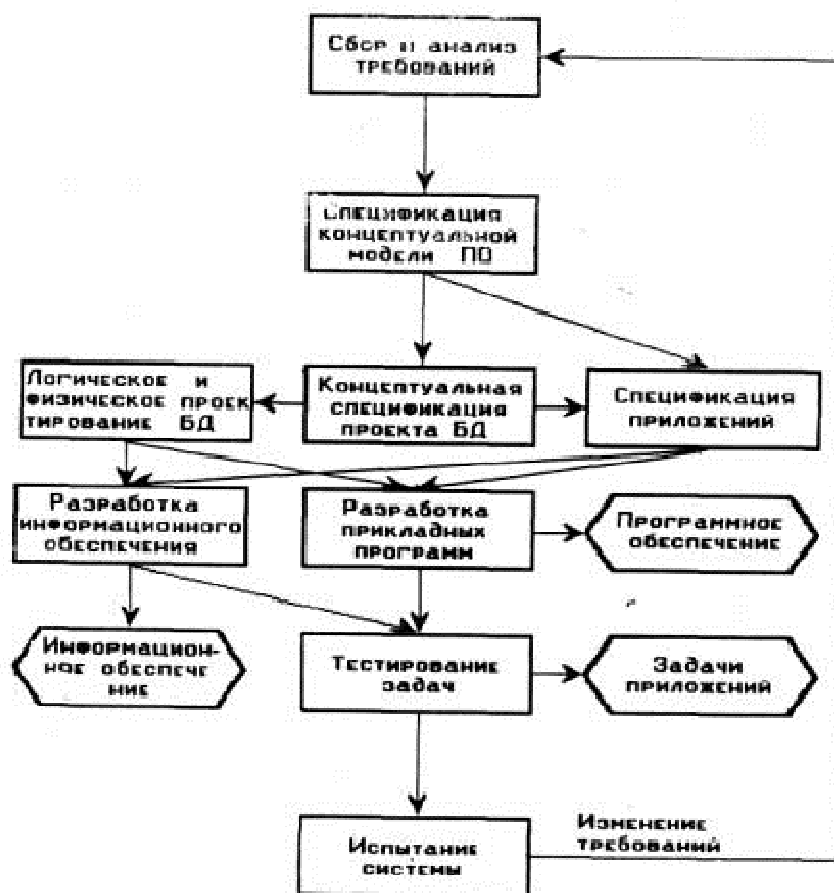 Сбор и анализ
требований
Спецификация
концептуальной
модели ПО
Логическое и
физическое проек
тирование БД
Концептуальная
спецификация
проекта БД
Спецификация
приложений
Разработка
информационного
обеспечения
Разработка
прикладных
программ
Программное
обеспечение
Информацион-
ное обеспече
ние
Тестирование
задач
Задачи
приложений
Испытание
системы
Изменение
требований